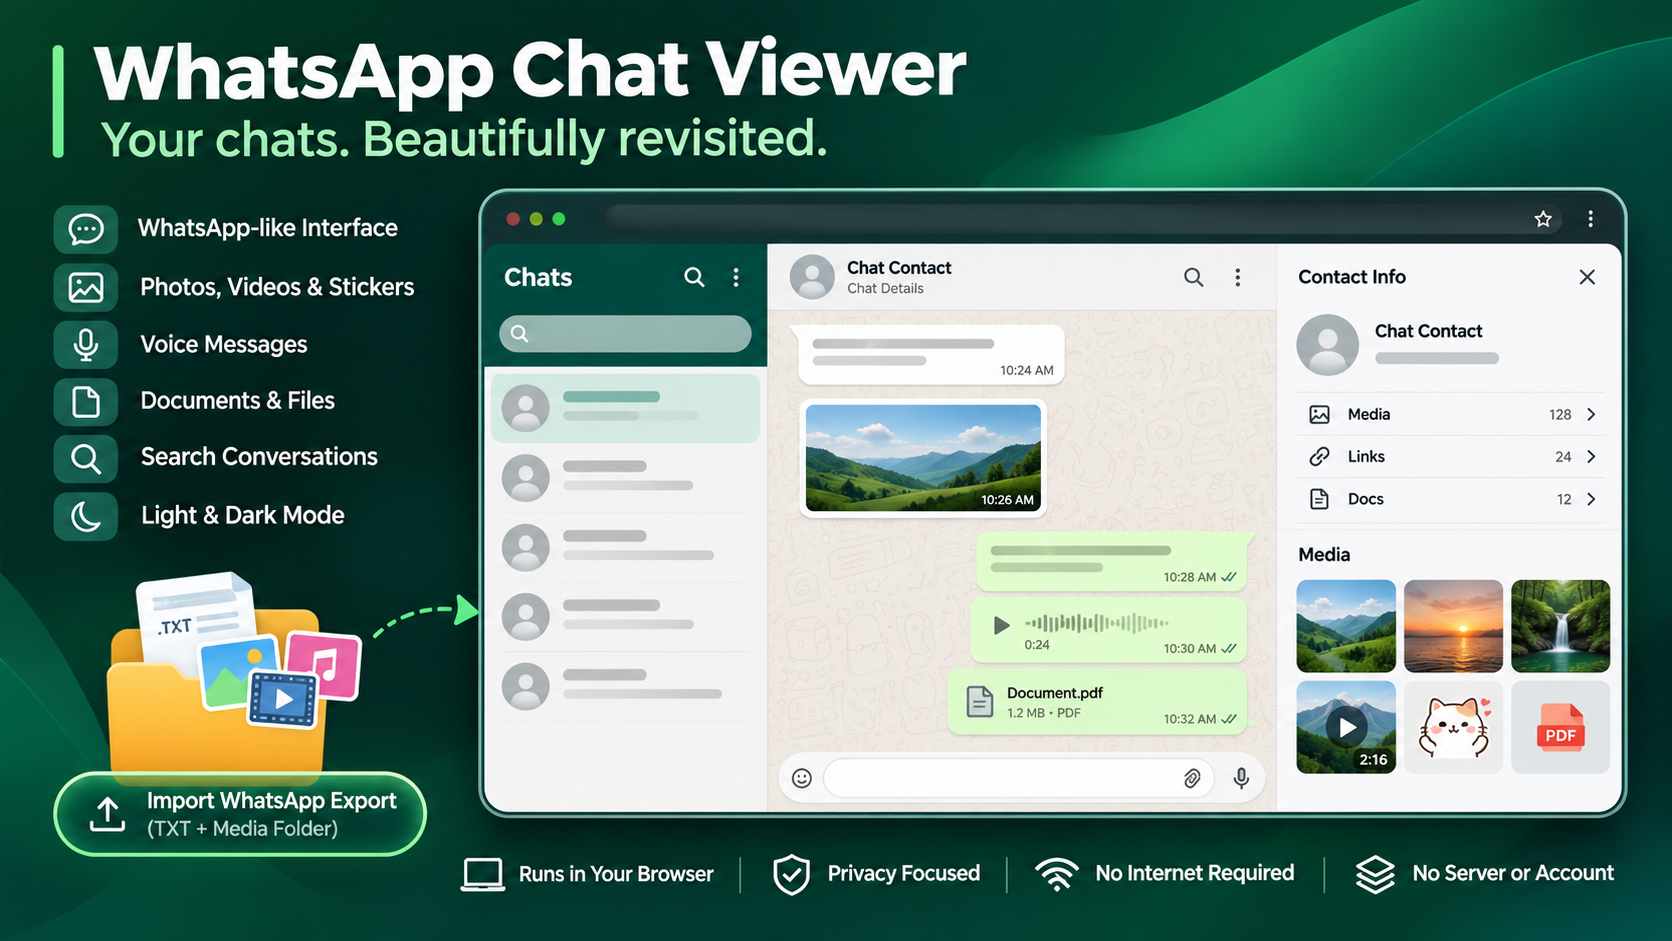 WhatsApp Chat Viewer
Your chats. Beautifully revisited.
WhatsApp-like Interface
Photos, Videos & Stickers
Voice Messages
Documents & Files
Search Conversations
Light & Dark Mode
.TXT
Import WhatsApp Export
(TXT + Media Folder)
Chats
Chat Contact
Chat Details
10:24 AM
10:26 AM
10:28 AM
0:24
10:30 AM
Document.pdf
1.2 MB • PDF
10:32 AM
Contact Info
Chat Contact
Media 128
Links 24
Docs 12
Media
2:16
PDF
Runs in Your Browser
Privacy Focused
No Internet Required
No Server or Account